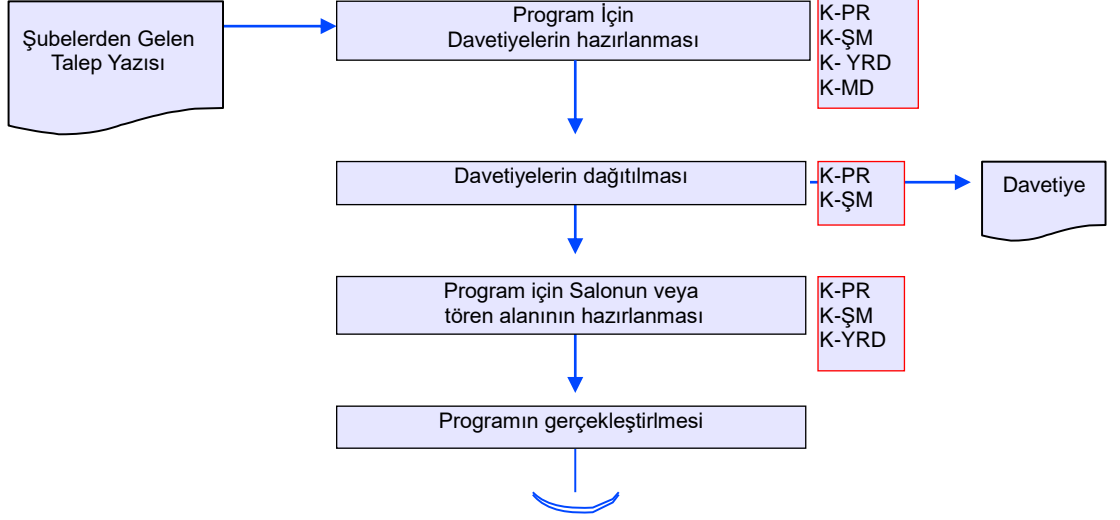 Şubelerden Gelen
Talep Yazısı
Program İçin
Davetiyelerin hazırlanması
K-PR
K-ŞM
K- YRD
K-MD
Davetiyelerin dağıtılması
K-PR
K-ŞM
Davetiye
Program için Salonun veya
tören alanının hazırlanması
K-PR
K-ŞM
K-YRD
Programın gerçekleştirlmesi